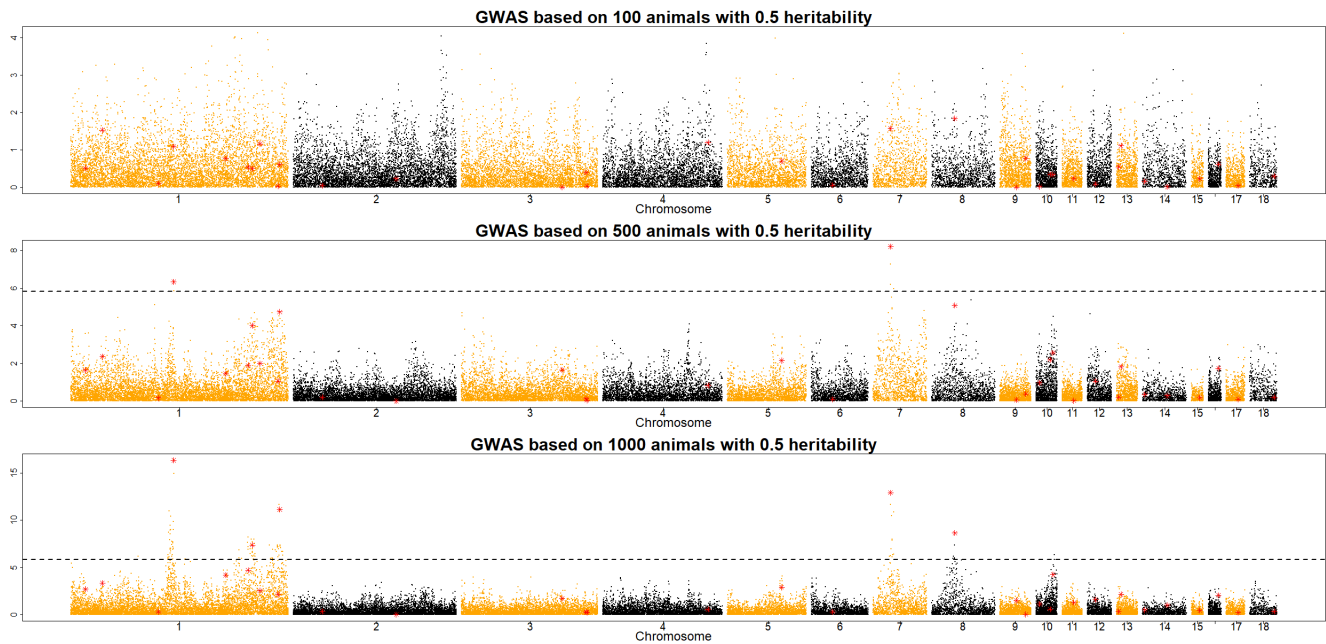 GWAS based on 100 animals with 0.5 heritability
4
3
2
1
0
1 2 3 4 5 6 7 8 9 10 11 12 13 14 15 17 18
Chromosome
GWAS based on 500 animals with 0.5 heritability
8
6
4
2
0
1 2 3 4 5 6 7 8 9 10 11 12 13 14 15 17 18
Chromosome
GWAS based on 1000 animals with 0.5 heritability
15
10
5
0
1 2 3 4 5 6 7 8 9 10 11 12 13 14 15 17 18
Chromosome